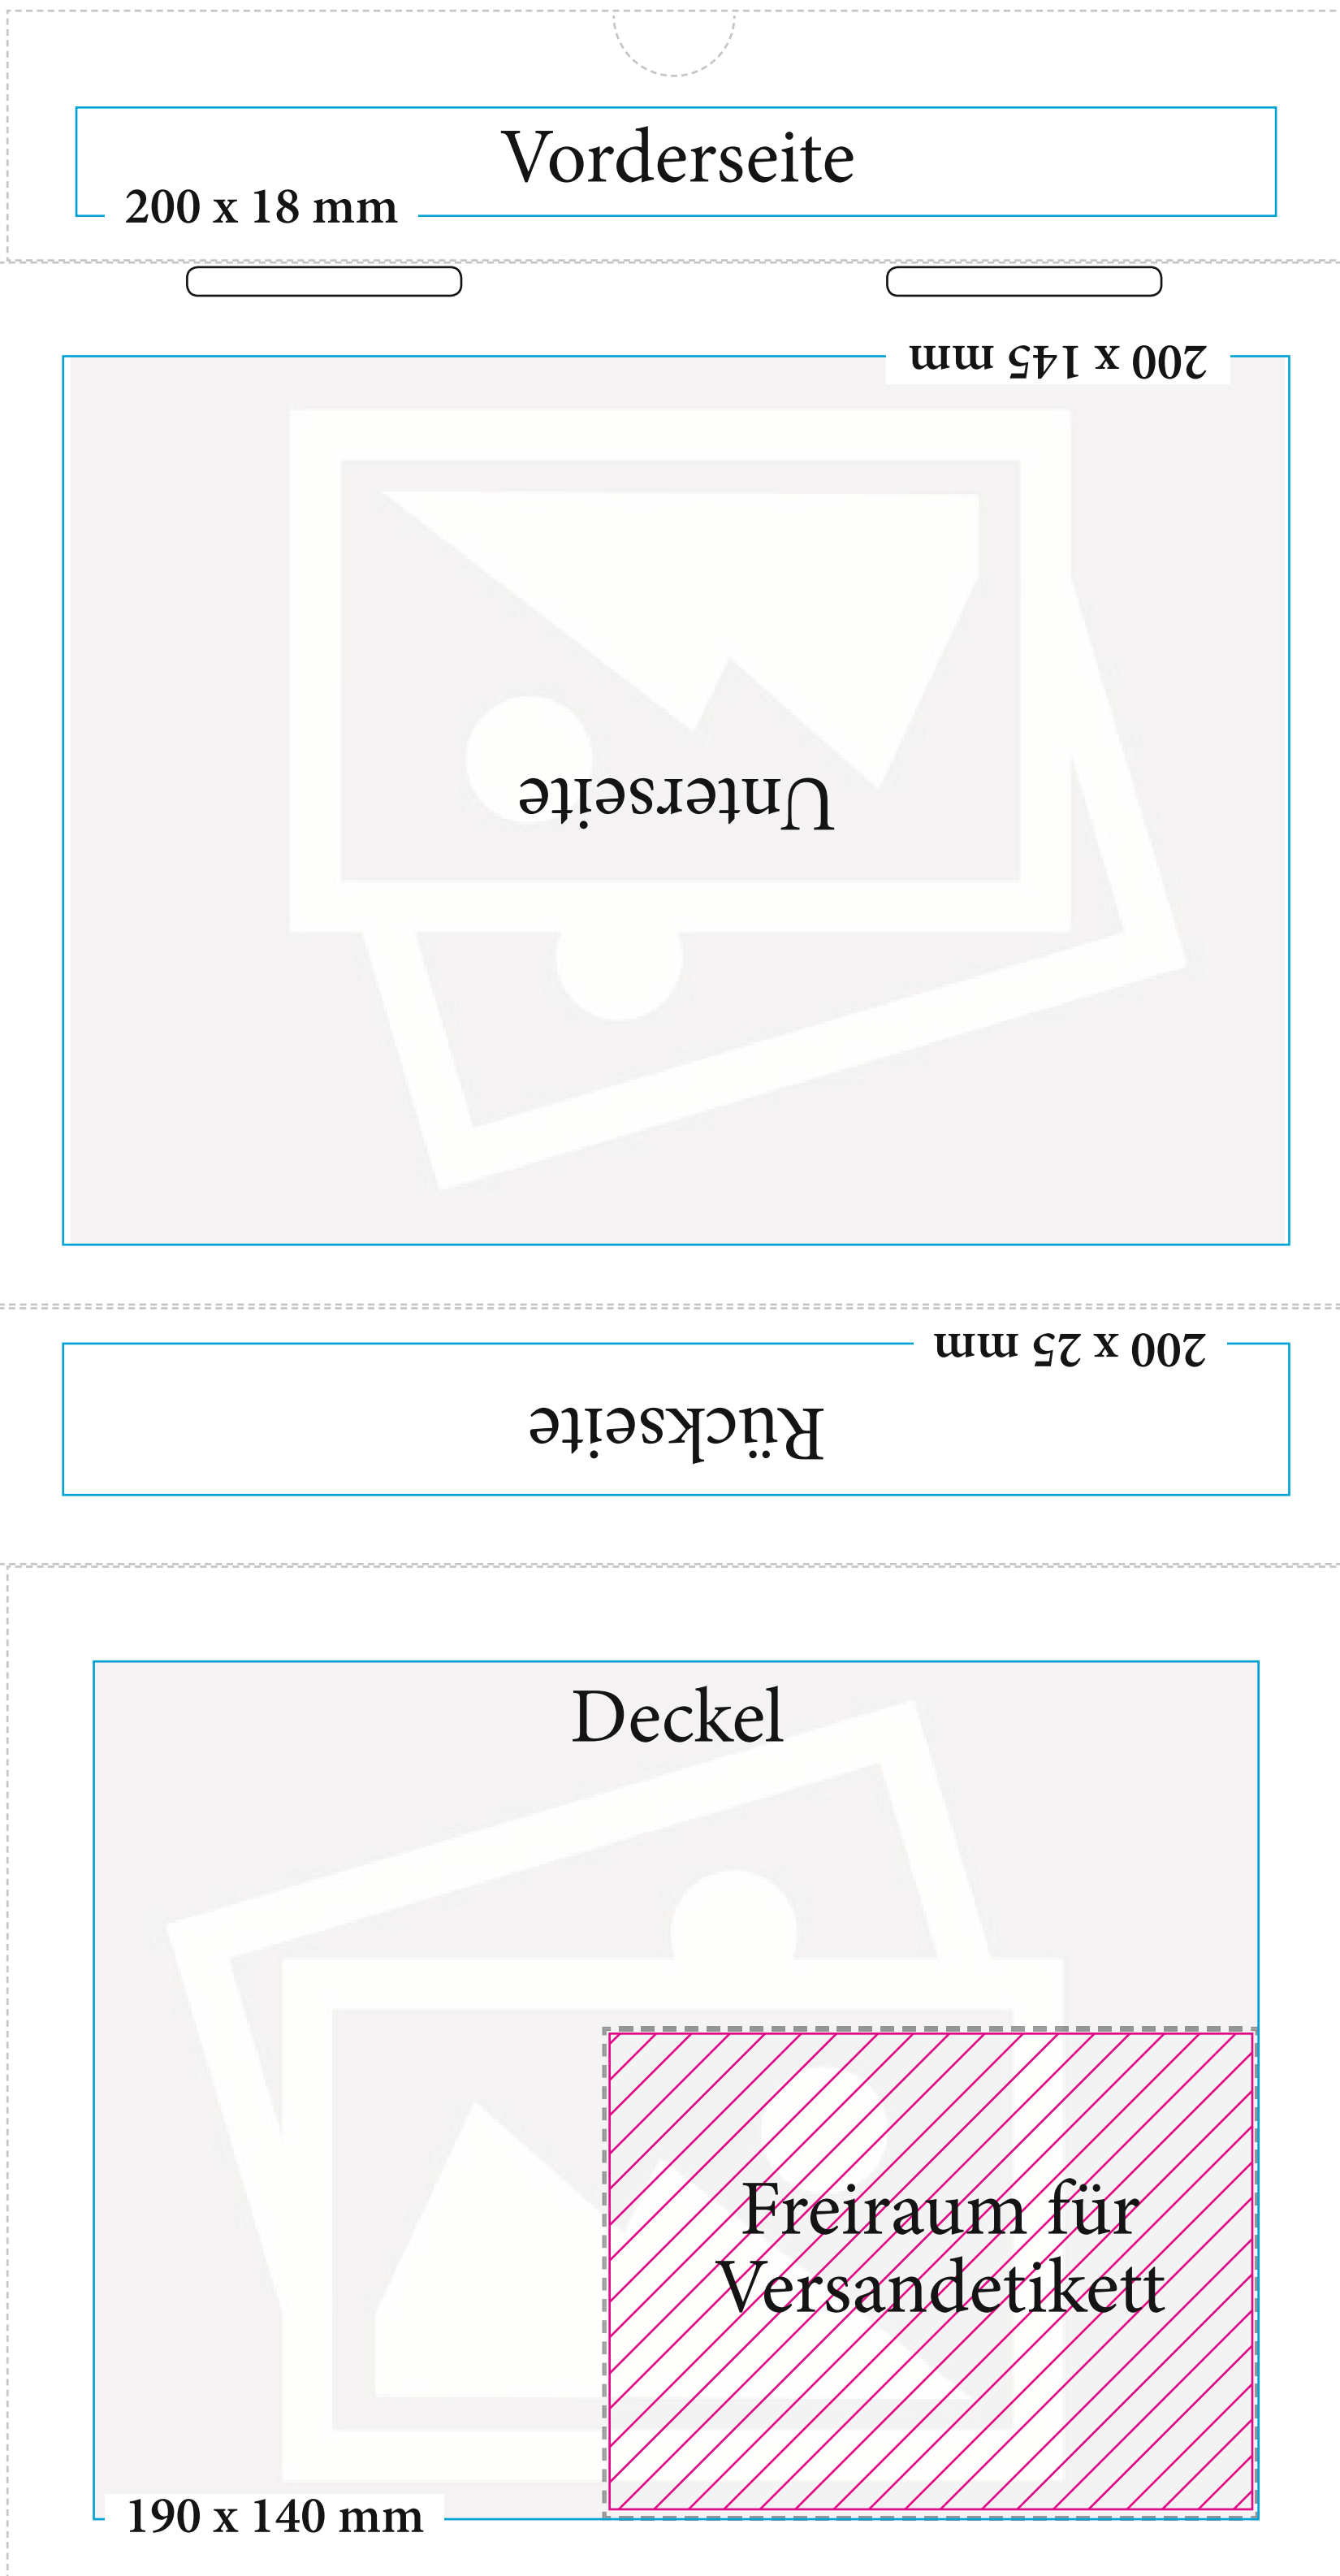 Vorderseite
200 x 18 mm
200 x 145 mm
Unterseite
200 x 25 mm
Rückseite
Deckel
Freiraum für
Versandetikett
190 x 140 mm